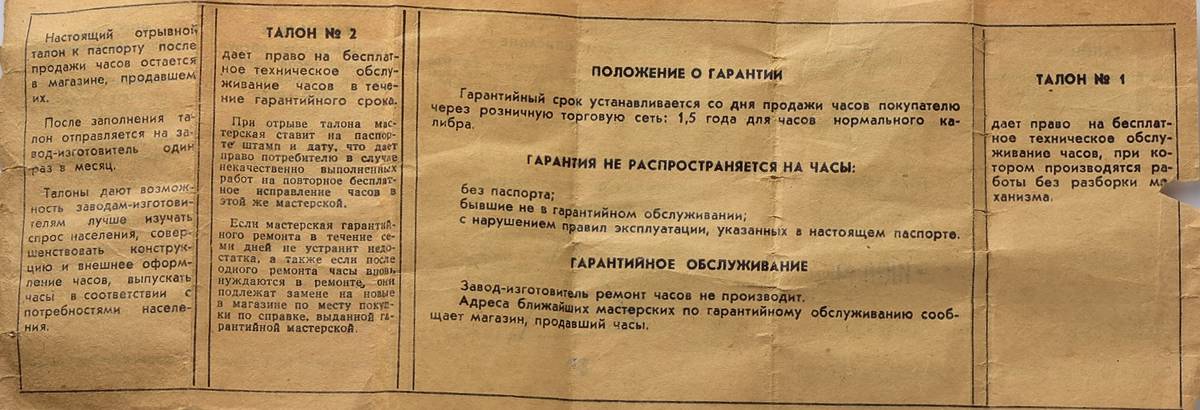 Настоящий отрывной
талон к паспорту после
продажи часов остается
в магазине, продавшем
их.
После заполнения та-
лон отправляется на за-
вод-изготовитель один
раз в месяц.
Талоны дают возмож-
ность заводам-изготови-
телям лучше изучать
спрос населения, совер-
шенствовать конструк-
цию и внешнее оформ-
ление часов, выпускать
часы в соответствии с
потребностями населе-
ния.
ТАЛОН № 2
дает право на бесплат-
ное техническое обслу-
живание часов в тече-
ние гарантийного срока.
При отрыве талона мас-
терская ставит на паспор-
те штамп и дату, что дает
право потребителю в случае
некачественно выполненных
работ на повторное бесплат-
ное исправление часов в
этой же мастерской.
Если мастерская гарантий-
ного ремонта в течение се-
ми дней не устранит недо-
статка, а также если после
одного ремонта часы вновь
нуждаются в ремонте, они
подлежат замене на новые
в магазине по месту покуп-
ки по справке, выданной га-
рантийной мастерской.
ПОЛОЖЕНИЕ О ГАРАНТИИ
Гарантийный срок устанавливается со дня продажи часов покупателю
через розничную торговую сеть: 1,5 года для часов нормального ка-
либра.
ГАРАНТИЯ НЕ РАСПРОСТРАНЯЕТСЯ НА ЧАСЫ:
без паспорта;
бывшие не в гарантийном обслуживании;
с нарушением правил эксплуатации, указанных в настоящем паспорте.
ГАРАНТИЙНОЕ ОБСЛУЖИВАНИЕ
Завод-изготовитель ремонт часов не производит.
Адреса ближайших мастерских по гарантийному обслуживанию сооб-
щает магазин, продавший часы.
ТАЛОН № 1
дает право на бесплат-
ное техническое обслу-
живание часов, при ко-
тором производятся ра-
боты без разборки ме-
ханизма.